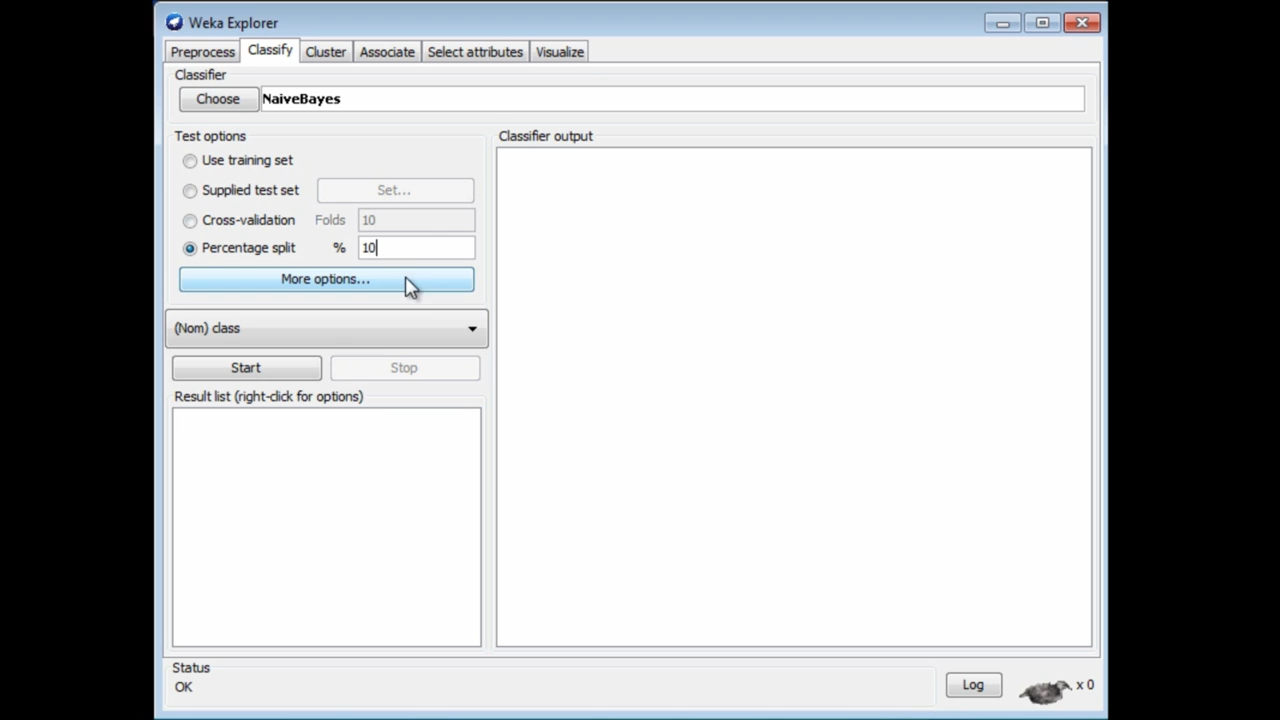 Weka Explorer
Preprocess Classify Cluster Associate Select attributes Visualize
Classifier
Choose NaiveBayes
Test options
Use training set
Supplied test set Set...
Cross-validation Folds 10
Percentage split % 10
More options...
(Nom) class
Start Stop
Result list (right-click for options)
Classifier output
Status
OK
Log x 0